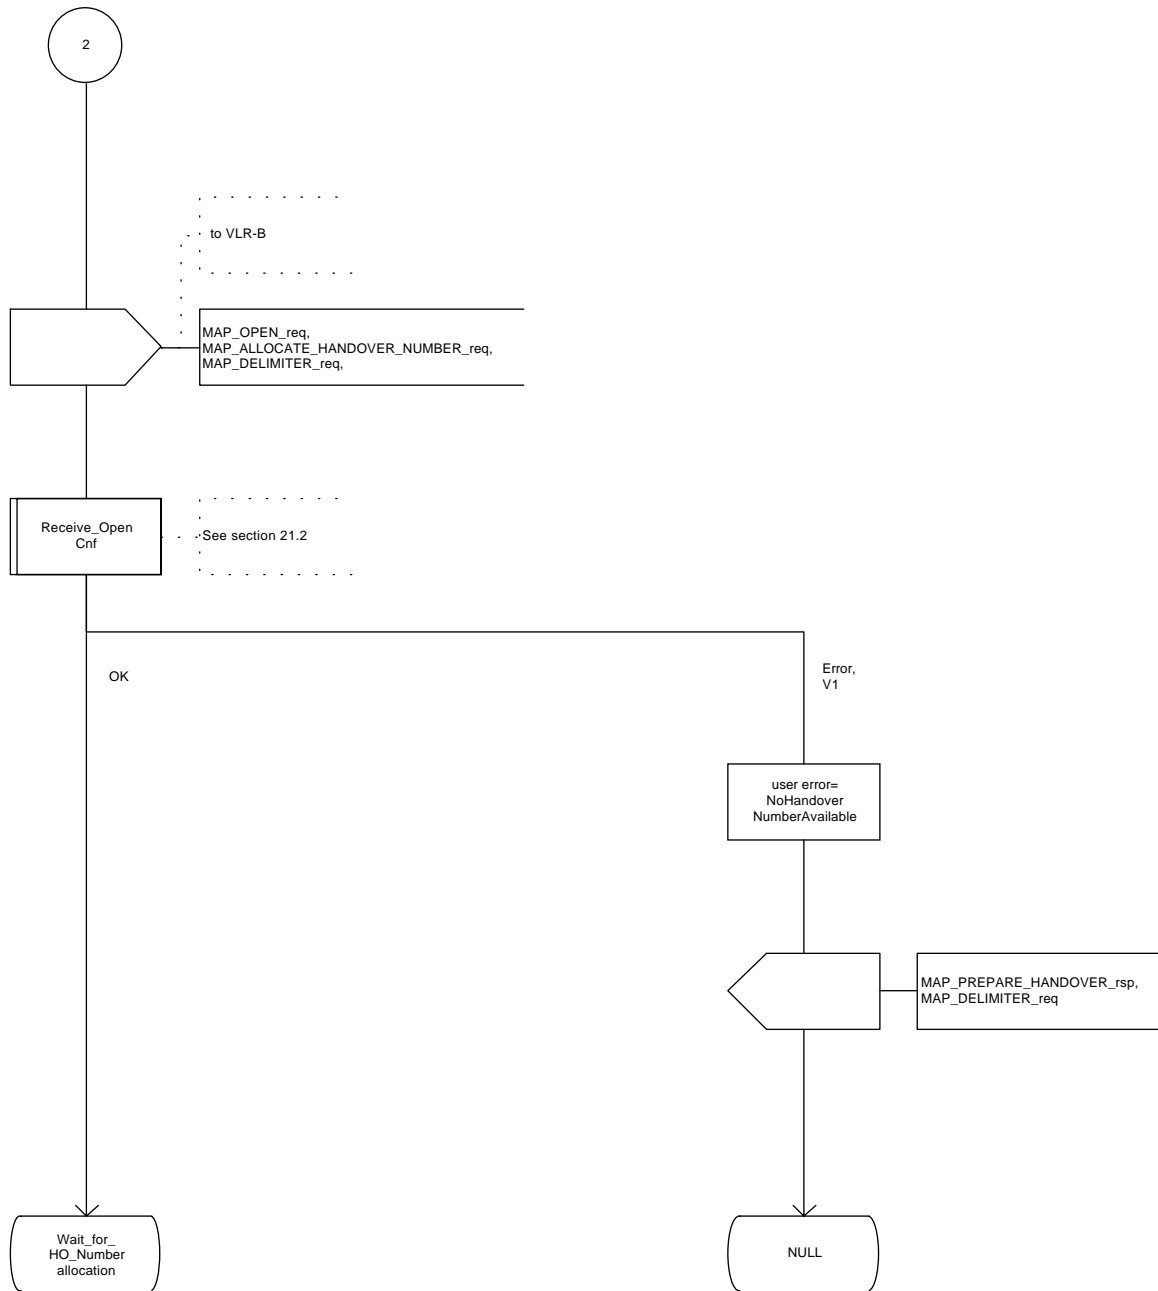 2
to VLR-B
MAP_OPEN_req,
MAP_ALLOCATE_HANDOVER_NUMBER_req,
MAP_DELIMITER_req,
Receive_Open
Cnf
See section 21.2
OK
Error,
V1
user error=
NoHandover
NumberAvailable
MAP_PREPARE_HANDOVER_rsp,
MAP_DELIMITER_req
Wait_for_
HO_Number
allocation
NULL